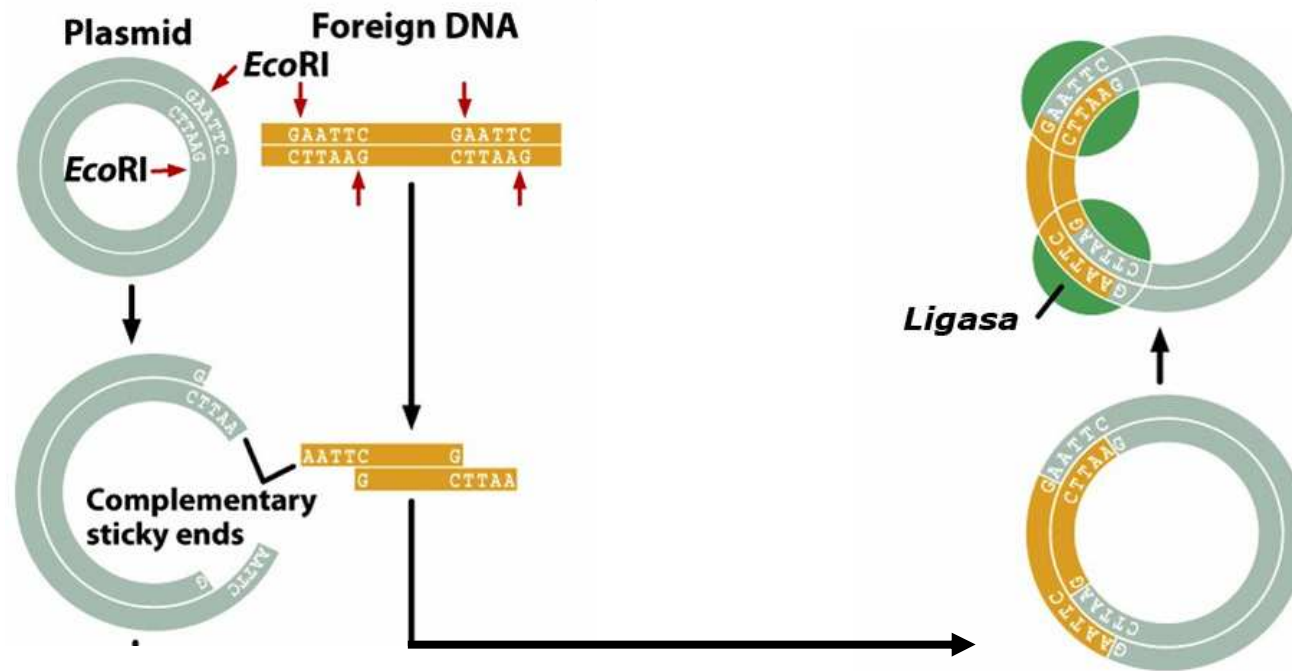 Plasmid
Foreign DNA
EcoRI
GAATTC
CTTAAG
EcoRI
GAATTC GAATTC
CTTAAG CTTAAG
G
CTTAA
AATTC G
G CTTAA
Complementary
sticky ends
AATTC
G
GAATTC
CTTAAG
GAATTC
CTTAAG
Ligasa
GAATTC
CTTAAG
GAATTC
CTTAAG